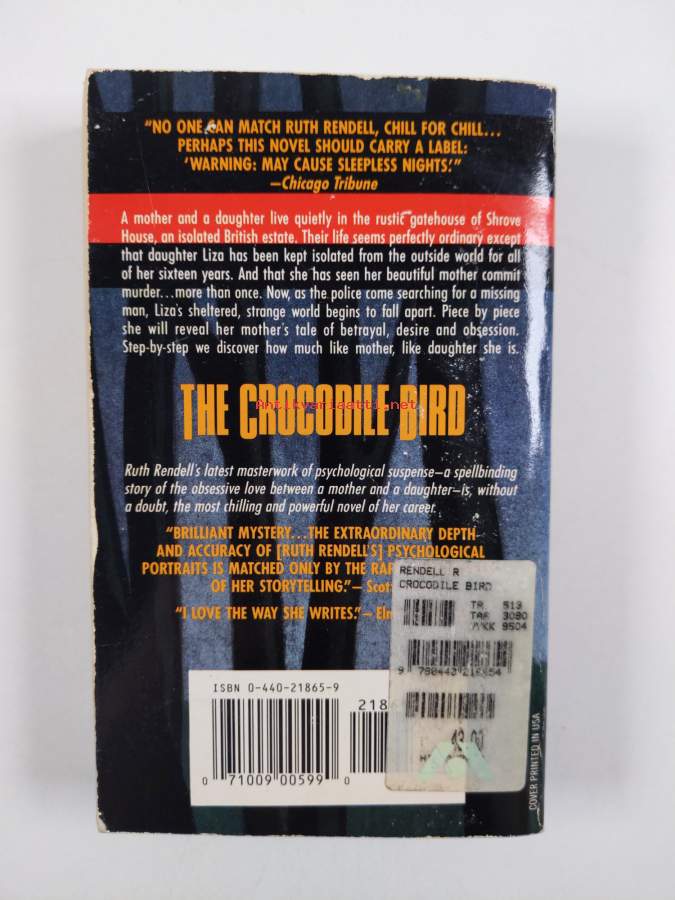 “NO ONE CAN MATCH RUTH RENDELL, CHILL FOR CHILL...
PERHAPS THIS NOVEL SHOULD CARRY A LABEL:
‘WARNING: MAY CAUSE SLEEPLESS NIGHTS.’”
—Chicago Tribune
A mother and a daughter live quietly in the rustic gatehouse of Shrove
House, an isolated British estate. Their life seems perfectly ordinary except
that daughter Liza has been kept isolated from the outside world for all
of her sixteen years. And that she has seen her beautiful mother commit
murder...more than once. Now, as the police come searching for a missing
man, Liza's sheltered, strange world begins to fall apart. Piece by piece
she will reveal her mother's tale of betrayal, desire and obsession.
Step-by-step we discover how much like mother, like daughter she is.
THE CROCODILE BIRD
Antikvariaatti.net
Ruth Rendell's latest masterwork of psychological suspense—a spellbinding
story of the obsessive love between a mother and a daughter—is, without
a doubt, the most chilling and powerful novel of her career.
“BRILLIANT MYSTERY...THE EXTRAORDINARY DEPTH
AND ACCURACY OF [RUTH RENDELL'S] PSYCHOLOGICAL
PORTRAITS IS MATCHED ONLY BY THE
OF HER STORYTELLING.”—
“I LOVE THE WAY SHE WRITES.”—
RENDELL R
CROCODILE BIRD
TR 513
TAR 3090
AKK 9504
ISBN 0-440-21865-9
0 71009 00599 0
COVER PRINTED IN USA